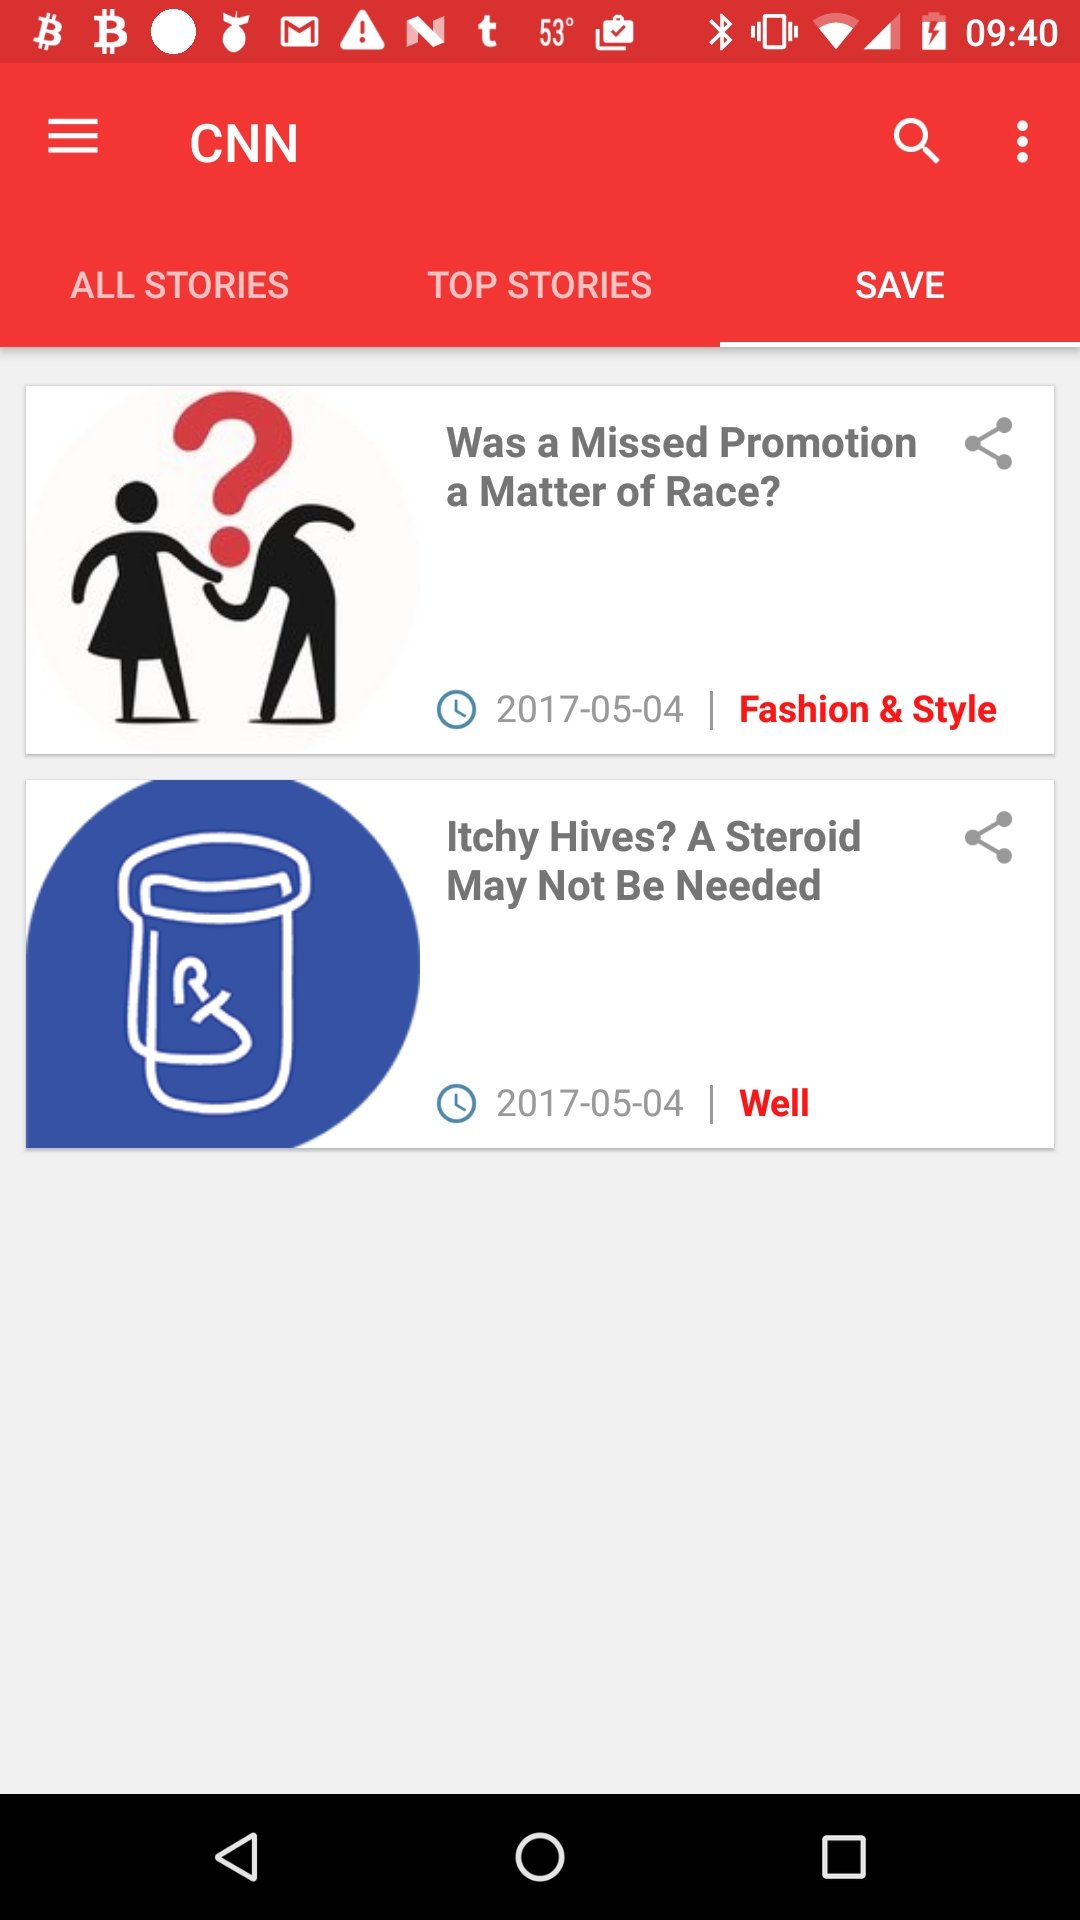 53° 09:40
CNN
ALL STORIES TOP STORIES SAVE
Was a Missed Promotion
a Matter of Race?
2017-05-04 | Fashion & Style
Itchy Hives? A Steroid
May Not Be Needed
Rx
2017-05-04 | Well